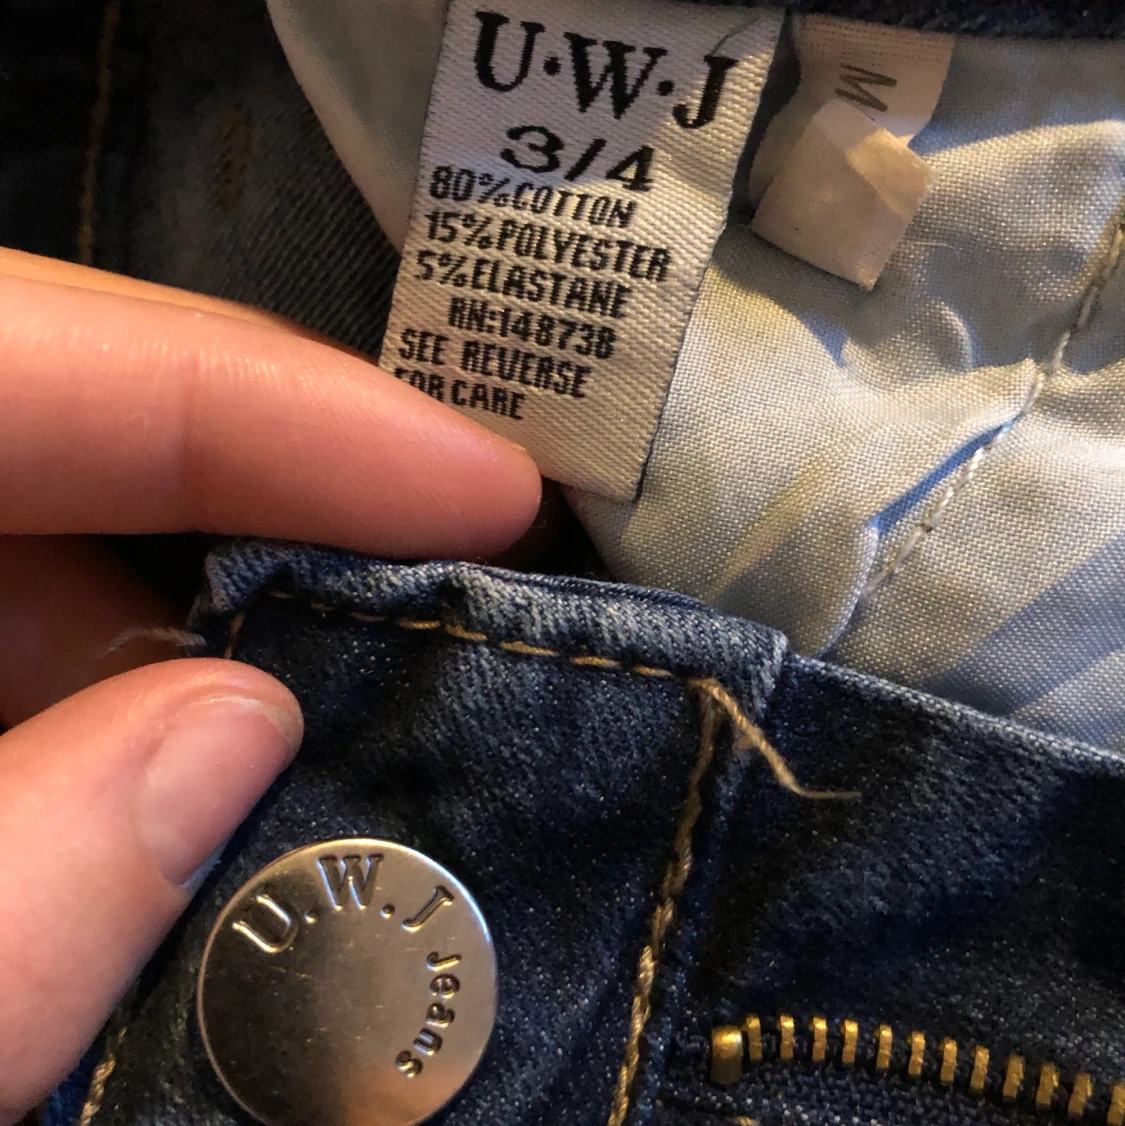 U·W·J
3/4
80%COTTON
15%POLYESTER
5%ELASTANE
RN:148738
SEE REVERSE
FOR CARE
M
U.W.J Jeans